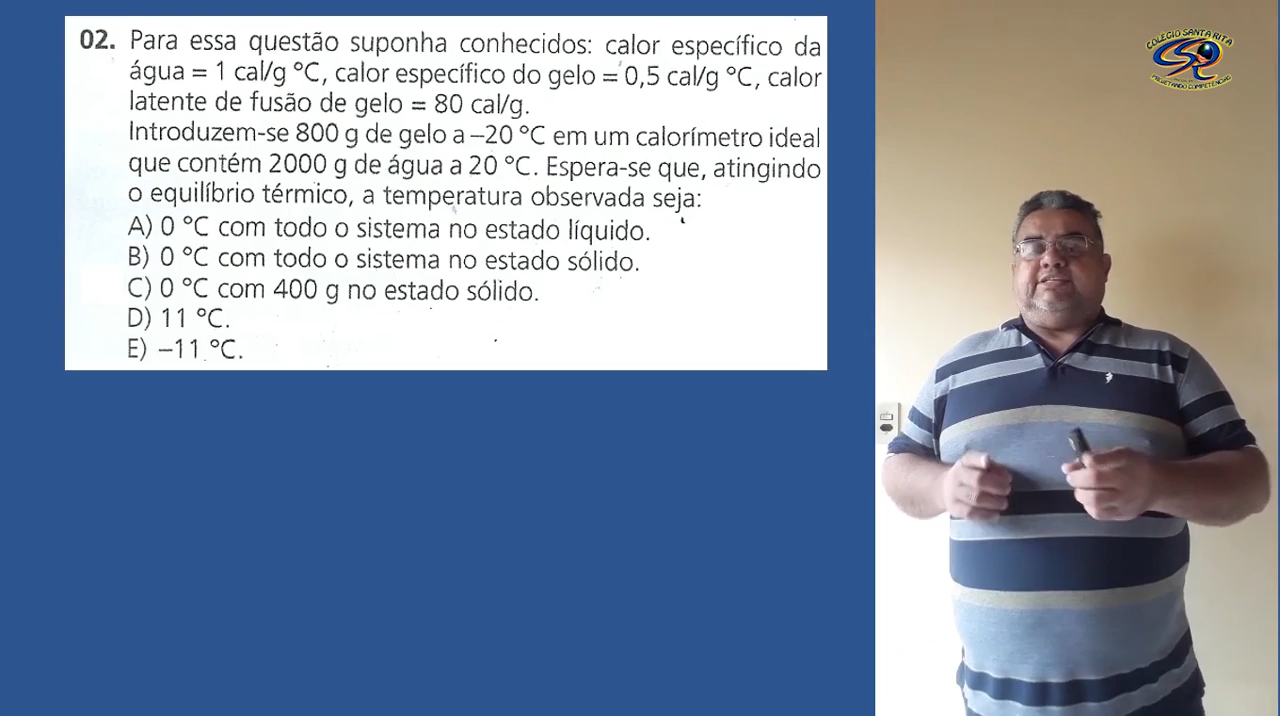 02. Para essa questão suponha conhecidos: calor específico da
água = 1 cal/g °C, calor específico do gelo = 0,5 cal/g °C, calor
latente de fusão de gelo = 80 cal/g.
Introduzem-se 800 g de gelo a –20 °C em um calorímetro ideal
que contém 2000 g de água a 20 °C. Espera-se que, atingindo
o equilíbrio térmico, a temperatura observada seja:
A) 0 °C com todo o sistema no estado líquido.
B) 0 °C com todo o sistema no estado sólido.
C) 0 °C com 400 g no estado sólido.
D) 11 °C.
E) –11 °C.
COLEGIO SANTA RITA
PROJETANDO COMPETENCIAS